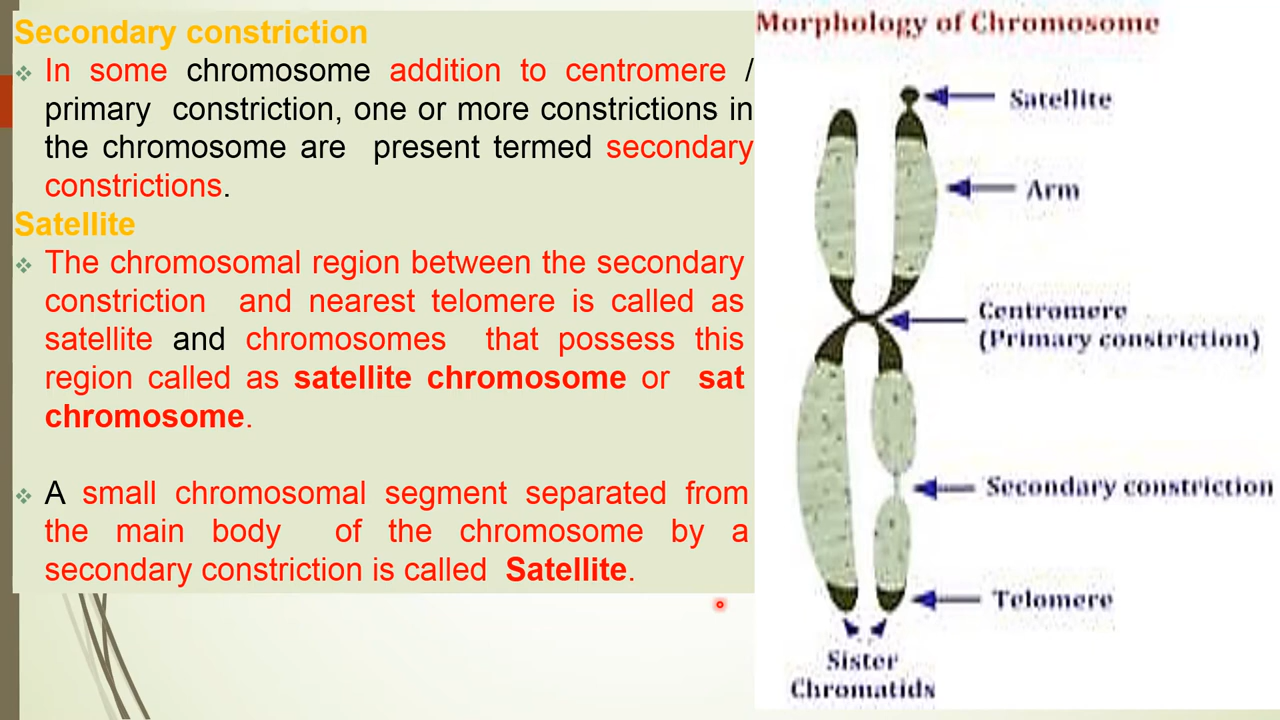 Secondary constriction
❖ In some chromosome addition to centromere /
primary constriction, one or more constrictions in
the chromosome are present termed secondary
constrictions.
Satellite
❖ The chromosomal region between the secondary
constriction and nearest telomere is called as
satellite and chromosomes that possess this
region called as satellite chromosome or sat
chromosome.
❖ A small chromosomal segment separated from
the main body of the chromosome by a
secondary constriction is called Satellite.
Morphology of Chromosome
Satellite
Arm
Centromere
(Primary constriction)
Secondary constriction
Telomere
Sister
Chromatids